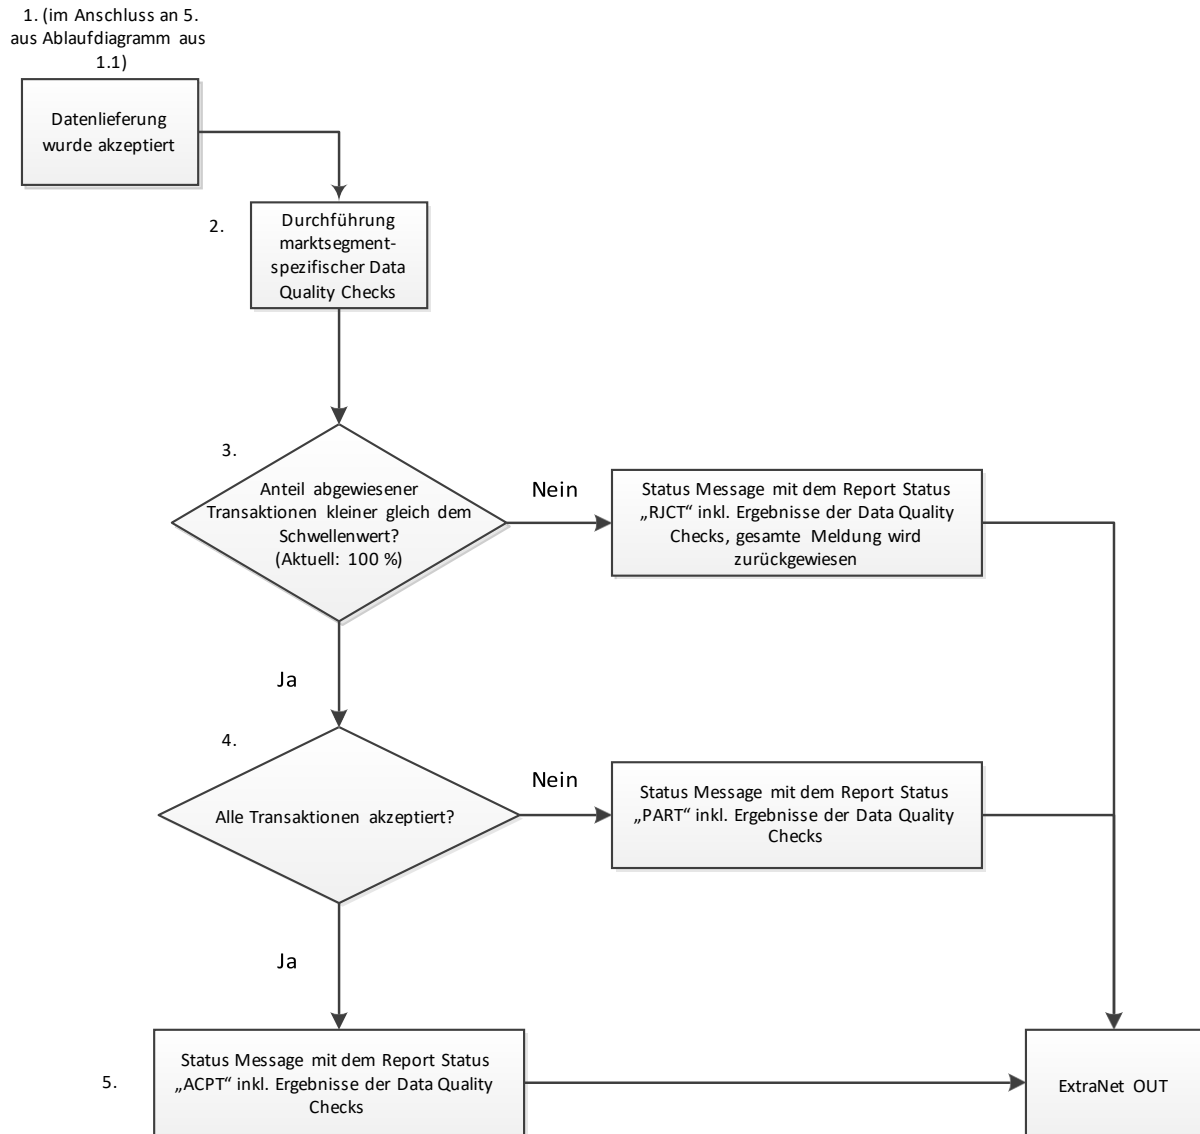 1. (im Anschluss an 5.
aus Ablaufdiagramm aus
1.1)
Datenlieferung
wurde akzeptiert
2.
Durchführung
marktsegment-
spezifischer Data
Quality Checks
3.
Anteil abgewiesener
Transaktionen kleiner gleich dem
Schwellenwert?
(Aktuell: 100 %)
Nein
Status Message mit dem Report Status
„RJCT“ inkl. Ergebnisse der Data Quality
Checks, gesamte Meldung wird
zurückgewiesen
Ja
4.
Alle Transaktionen akzeptiert?
Nein
Status Message mit dem Report Status
„PART“ inkl. Ergebnisse der Data Quality
Checks
Ja
5.
Status Message mit dem Report Status
„ACPT“ inkl. Ergebnisse der Data Quality
Checks
ExtraNet OUT